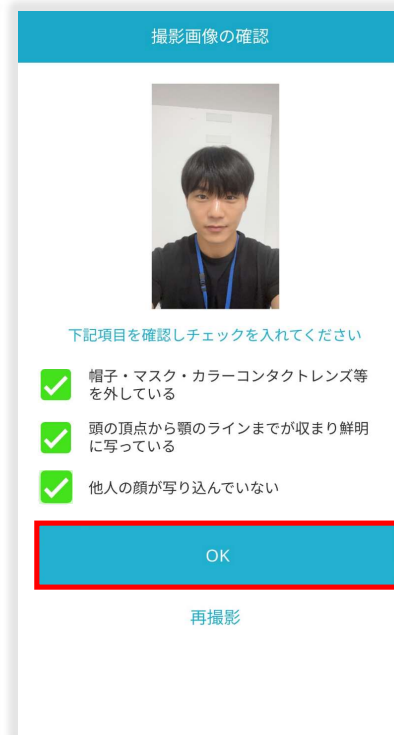 撮影画像の確認
下記項目を確認しチェックを入れてください
帽子・マスク・カラーコンタクトレンズ等
を外している
頭の頂点から顎のラインまでが収まり鮮明
に写っている
他人の顔が写り込んでいない
OK
再撮影